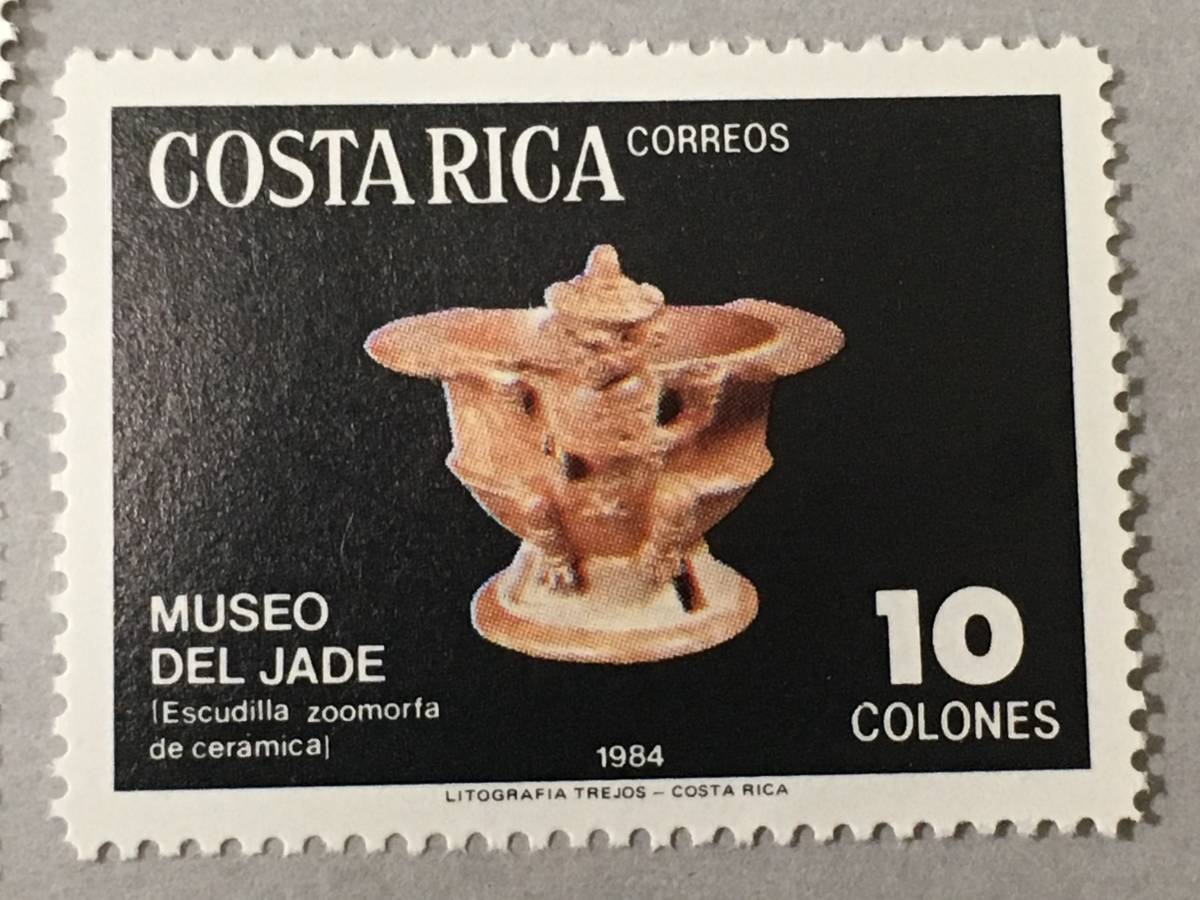 COSTA RICA CORREOS
MUSEO
DEL JADE
(Escudilla zoomorfa
de ceramica)
10
COLONES
1984
LITOGRAFIA TREJOS – COSTA RICA